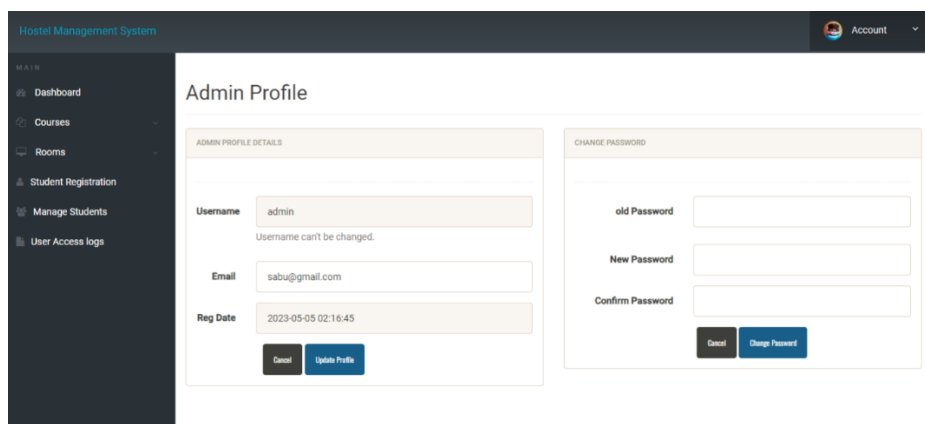 Hostel Management System
Account
MAIN
Dashboard
Courses
Rooms
Student Registration
Manage Students
User Access logs
Admin Profile
ADMIN PROFILE DETAILS
Username
admin
Username can't be changed.
Email
sabu@gmail.com
Reg Date
2023-05-05 02:16:45
Cancel
Update Profile
CHANGE PASSWORD
old Password
New Password
Confirm Password
Cancel
Change Password